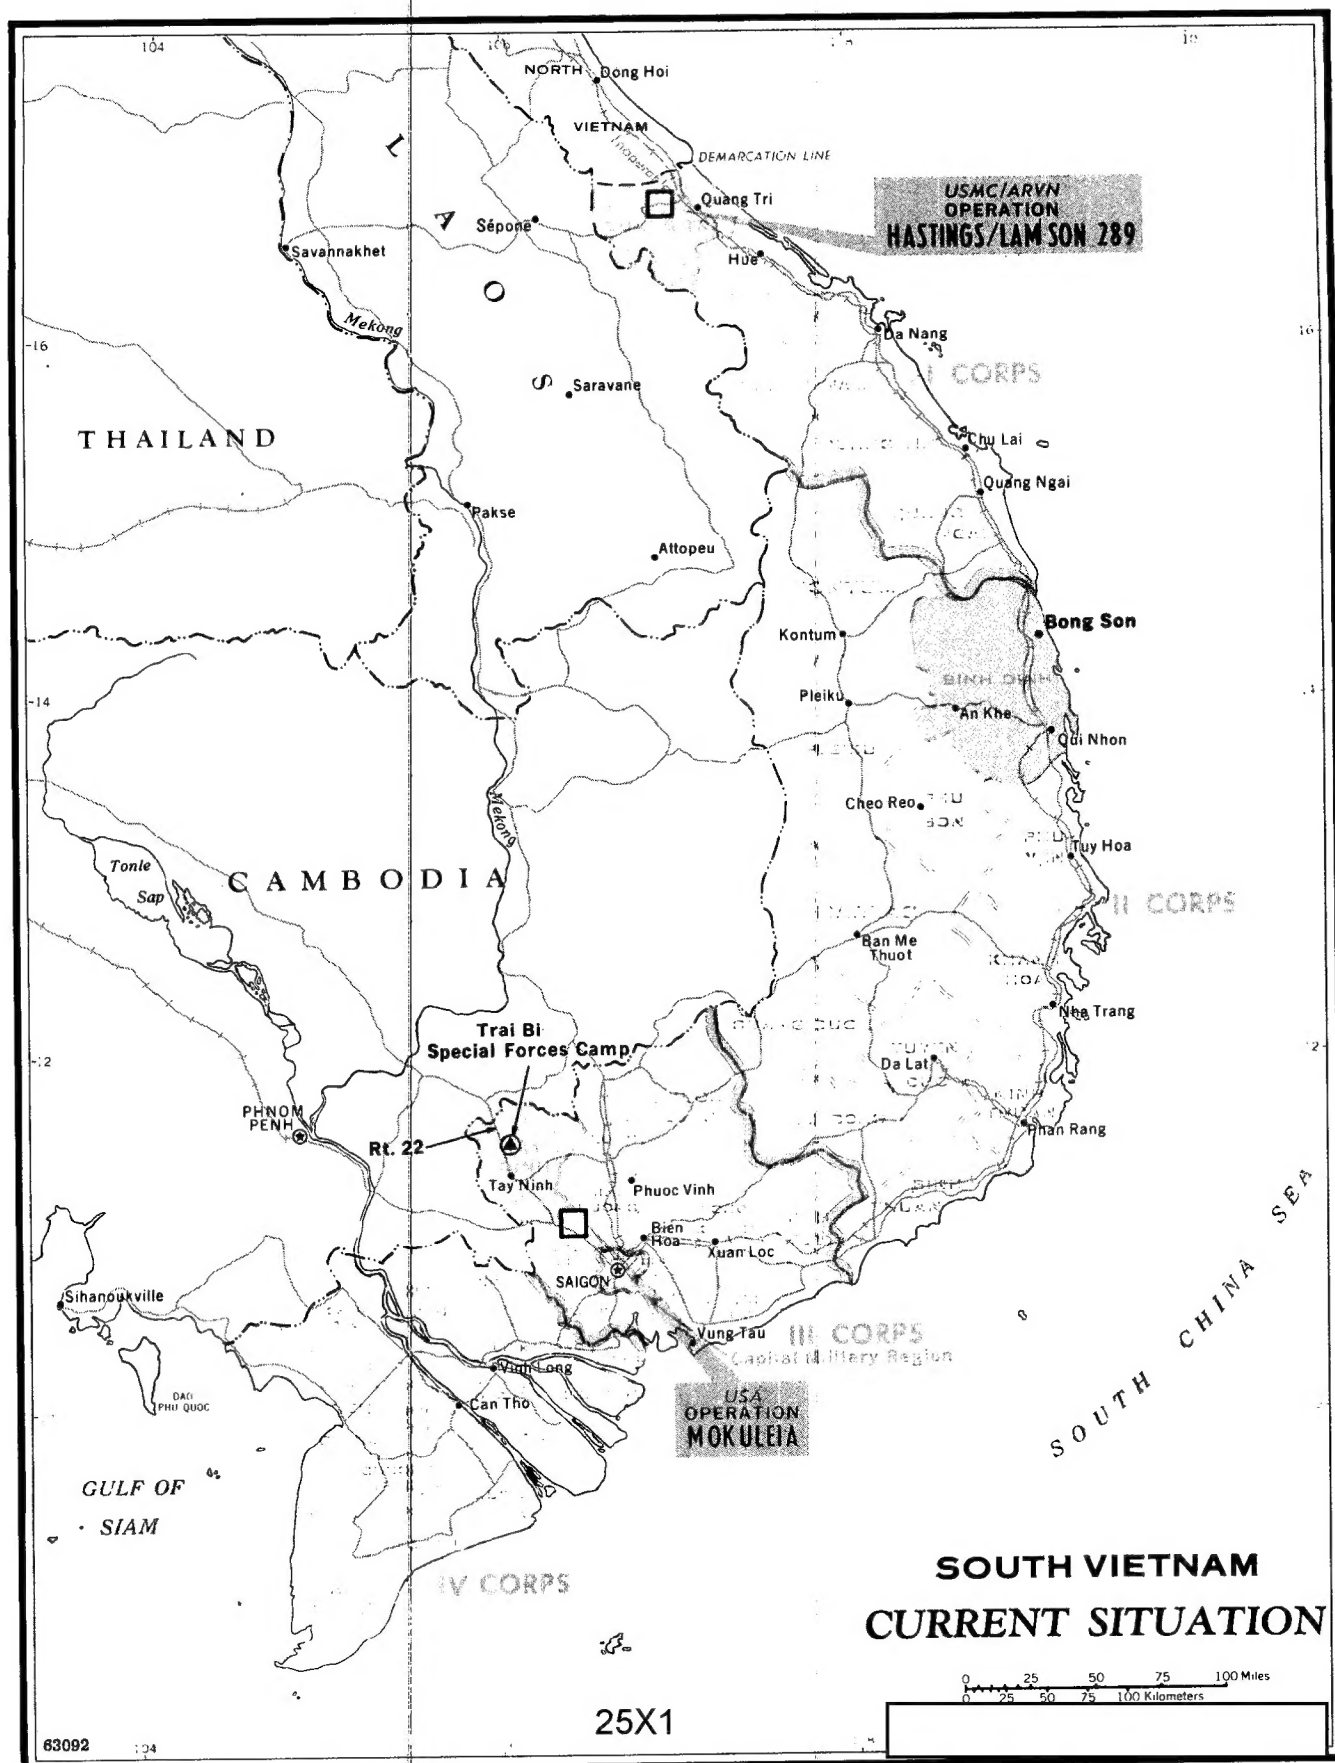 104
106
NORTH
Dong Hoi
VIETNAM
DEMARCATION LINE
USMC/ARVN
OPERATION
HASTINGS/LAM SON 289
Quang Tri
L
A
O
S
Sépone
Savannakhet
Hue
Mekong
16
Da Nang
16
I CORPS
Saravane
THAILAND
Chu Lai
Quang Ngai
Pakse
Attopeu
Bong Son
Kontum
BINH DINH
Pleiku
An Khe
14
Qui Nhon
Mekong
Cheo Reo
PHU
BON
Tuy Hoa
Tonle
Sap
CAMBODIA
II CORPS
Ban Me
Thuot
Nha Trang
Trai Bi
Special Forces Camp
12
Da Lat
PHNOM
PENH
Rt. 22
Phan Rang
Tay Ninh
Phuoc Vinh
Bien
Hoa
Xuan Loc
SAIGON
Sihanoukville
Vung Tau
III CORPS
Capital Military Region
Vinh Long
DAO
PHU QUOC
Can Tho
USA
OPERATION
MOKULEIA
SOUTH CHINA SEA
GULF OF
SIAM
IV CORPS
SOUTH VIETNAM
CURRENT SITUATION
0 25 50 75 100 Miles
0 25 50 75 100 Kilometers
25X1
63092
104